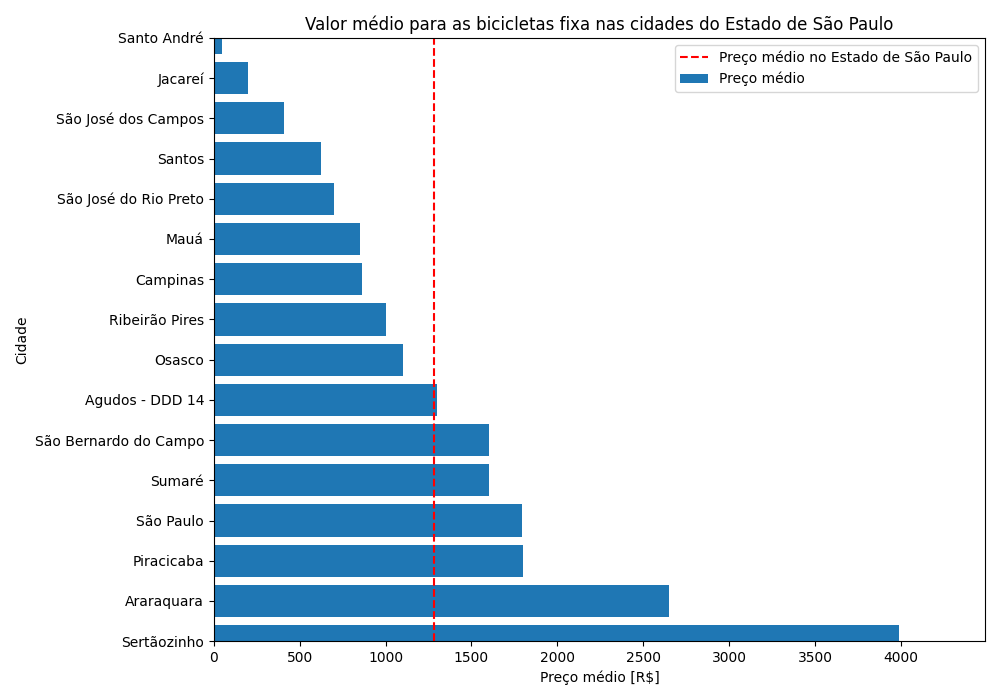 Valor médio para as bicicletas fixa nas cidades do Estado de São Paulo
Preço médio no Estado de São Paulo
Preço médio
Cidade
Santo André
Jacareí
São José dos Campos
Santos
São José do Rio Preto
Mauá
Campinas
Ribeirão Pires
Osasco
Agudos - DDD 14
São Bernardo do Campo
Sumaré
São Paulo
Piracicaba
Araraquara
Sertãozinho
0 500 1000 1500 2000 2500 3000 3500 4000
Preço médio [R$]